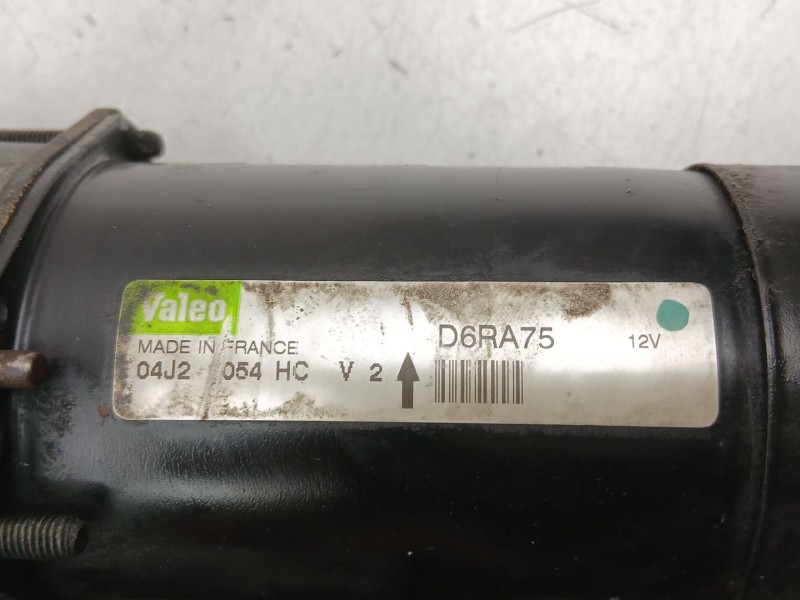 Valeo
MADE IN FRANCE
04J2 054 HC V 2
D6RA75
12V